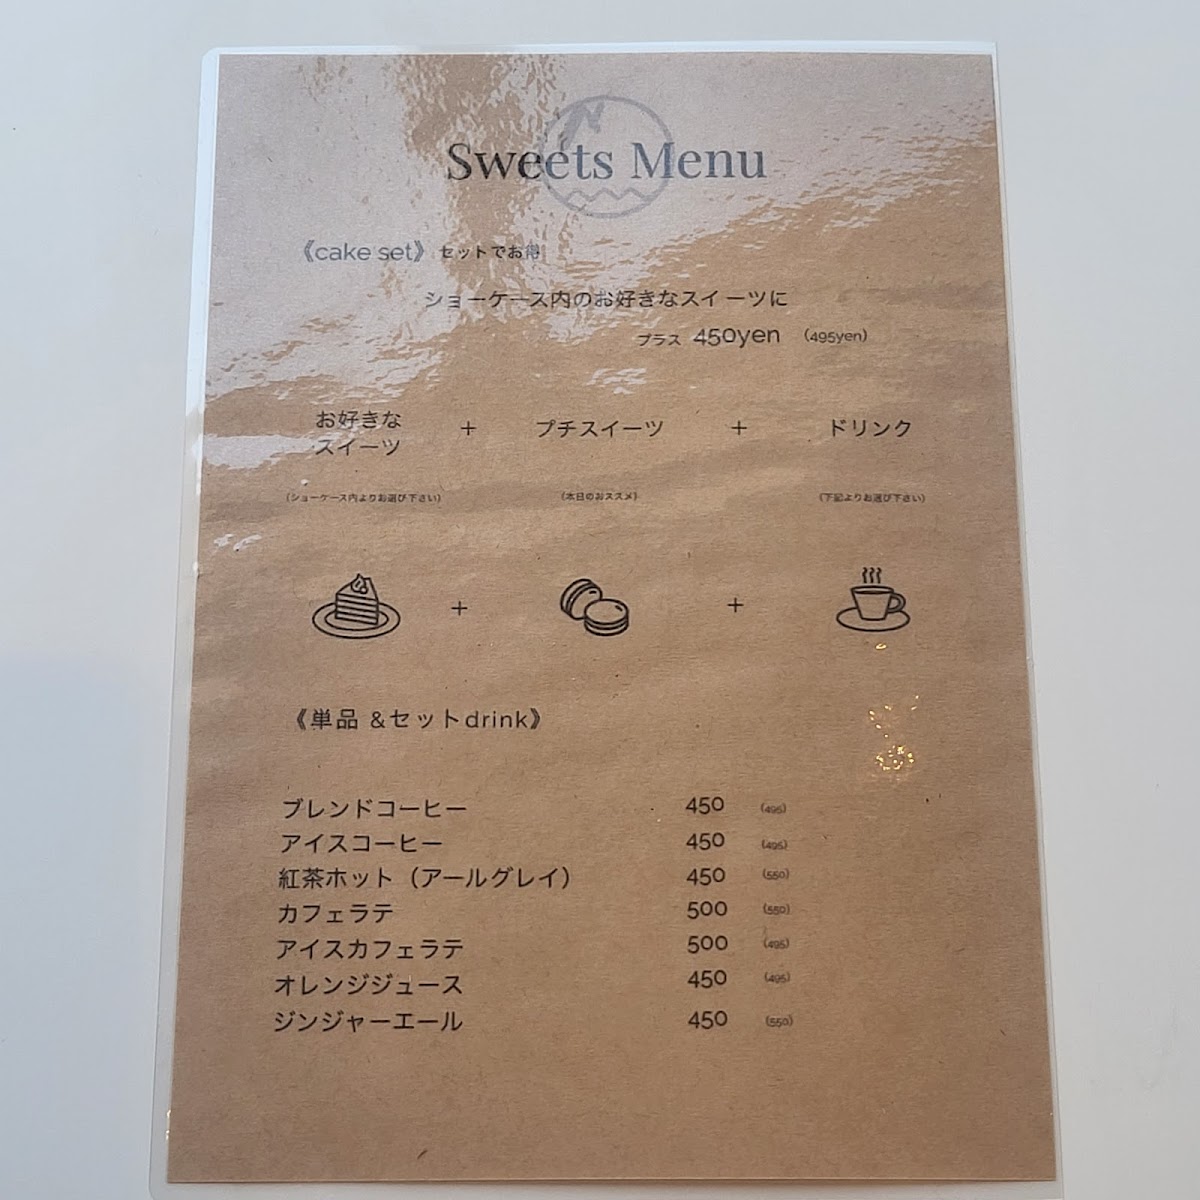 Sweets Menu
《cake set》 セットでお得
ショーケース内のお好きなスイーツに
プラス 450yen (495yen)
お好きな
スイーツ
+ プチスイーツ + ドリンク
(ショーケース内よりお選び下さい) (本日のおススメ) (下記よりお選び下さい)
+ +
《単品 &セットdrink》
ブレンドコーヒー 450 (495)
アイスコーヒー 450 (495)
紅茶ホット（アールグレイ） 450 (550)
カフェラテ 500 (550)
アイスカフェラテ 500 (495)
オレンジジュース 450 (495)
ジンジャーエール 450 (550)